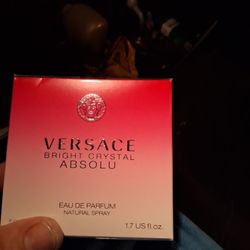 VERSACE
BRIGHT CRYSTAL
ABSOLU
EAU DE PARFUM
NATURAL SPRAY
1.7 US fl.oz.